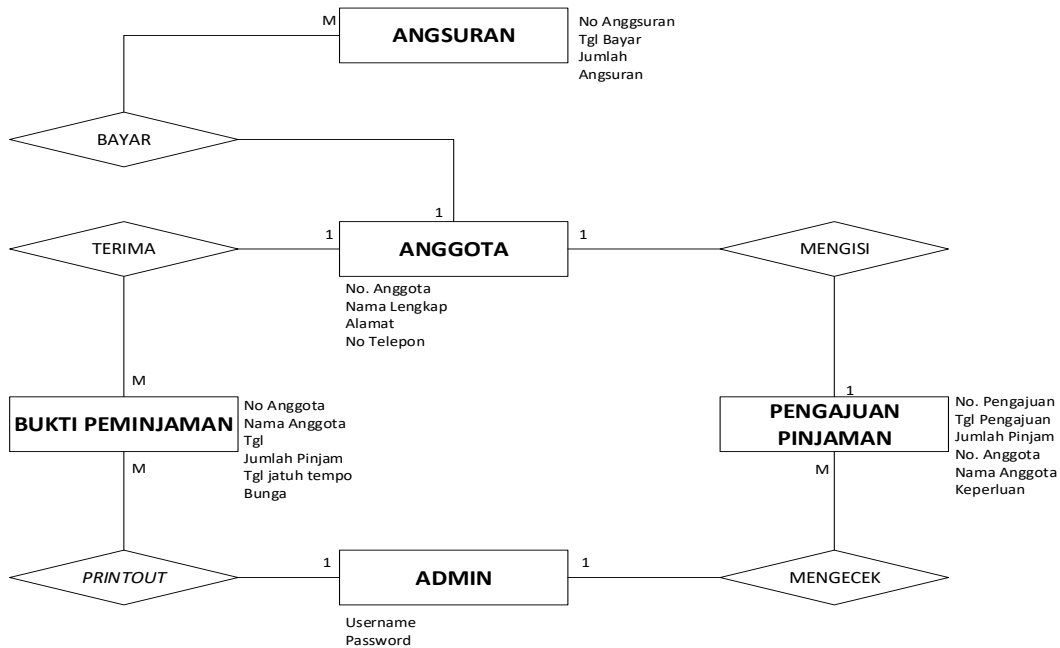 M
ANGSURAN
No Anggsuran
Tgl Bayar
Jumlah
Angsuran
BAYAR
1
TERIMA
1
ANGGOTA
1
MENGISI
No. Anggota
Nama Lengkap
Alamat
No Telepon
M
1
BUKTI PEMINJAMAN
No Anggota
Nama Anggota
Tgl
Jumlah Pinjam
Tgl jatuh tempo
Bunga
PENGAJUAN
PINJAMAN
No. Pengajuan
Tgl Pengajuan
Jumlah Pinjam
No. Anggota
Nama Anggota
Keperluan
M
M
PRINTOUT
1
ADMIN
1
MENGECEK
Username
Password